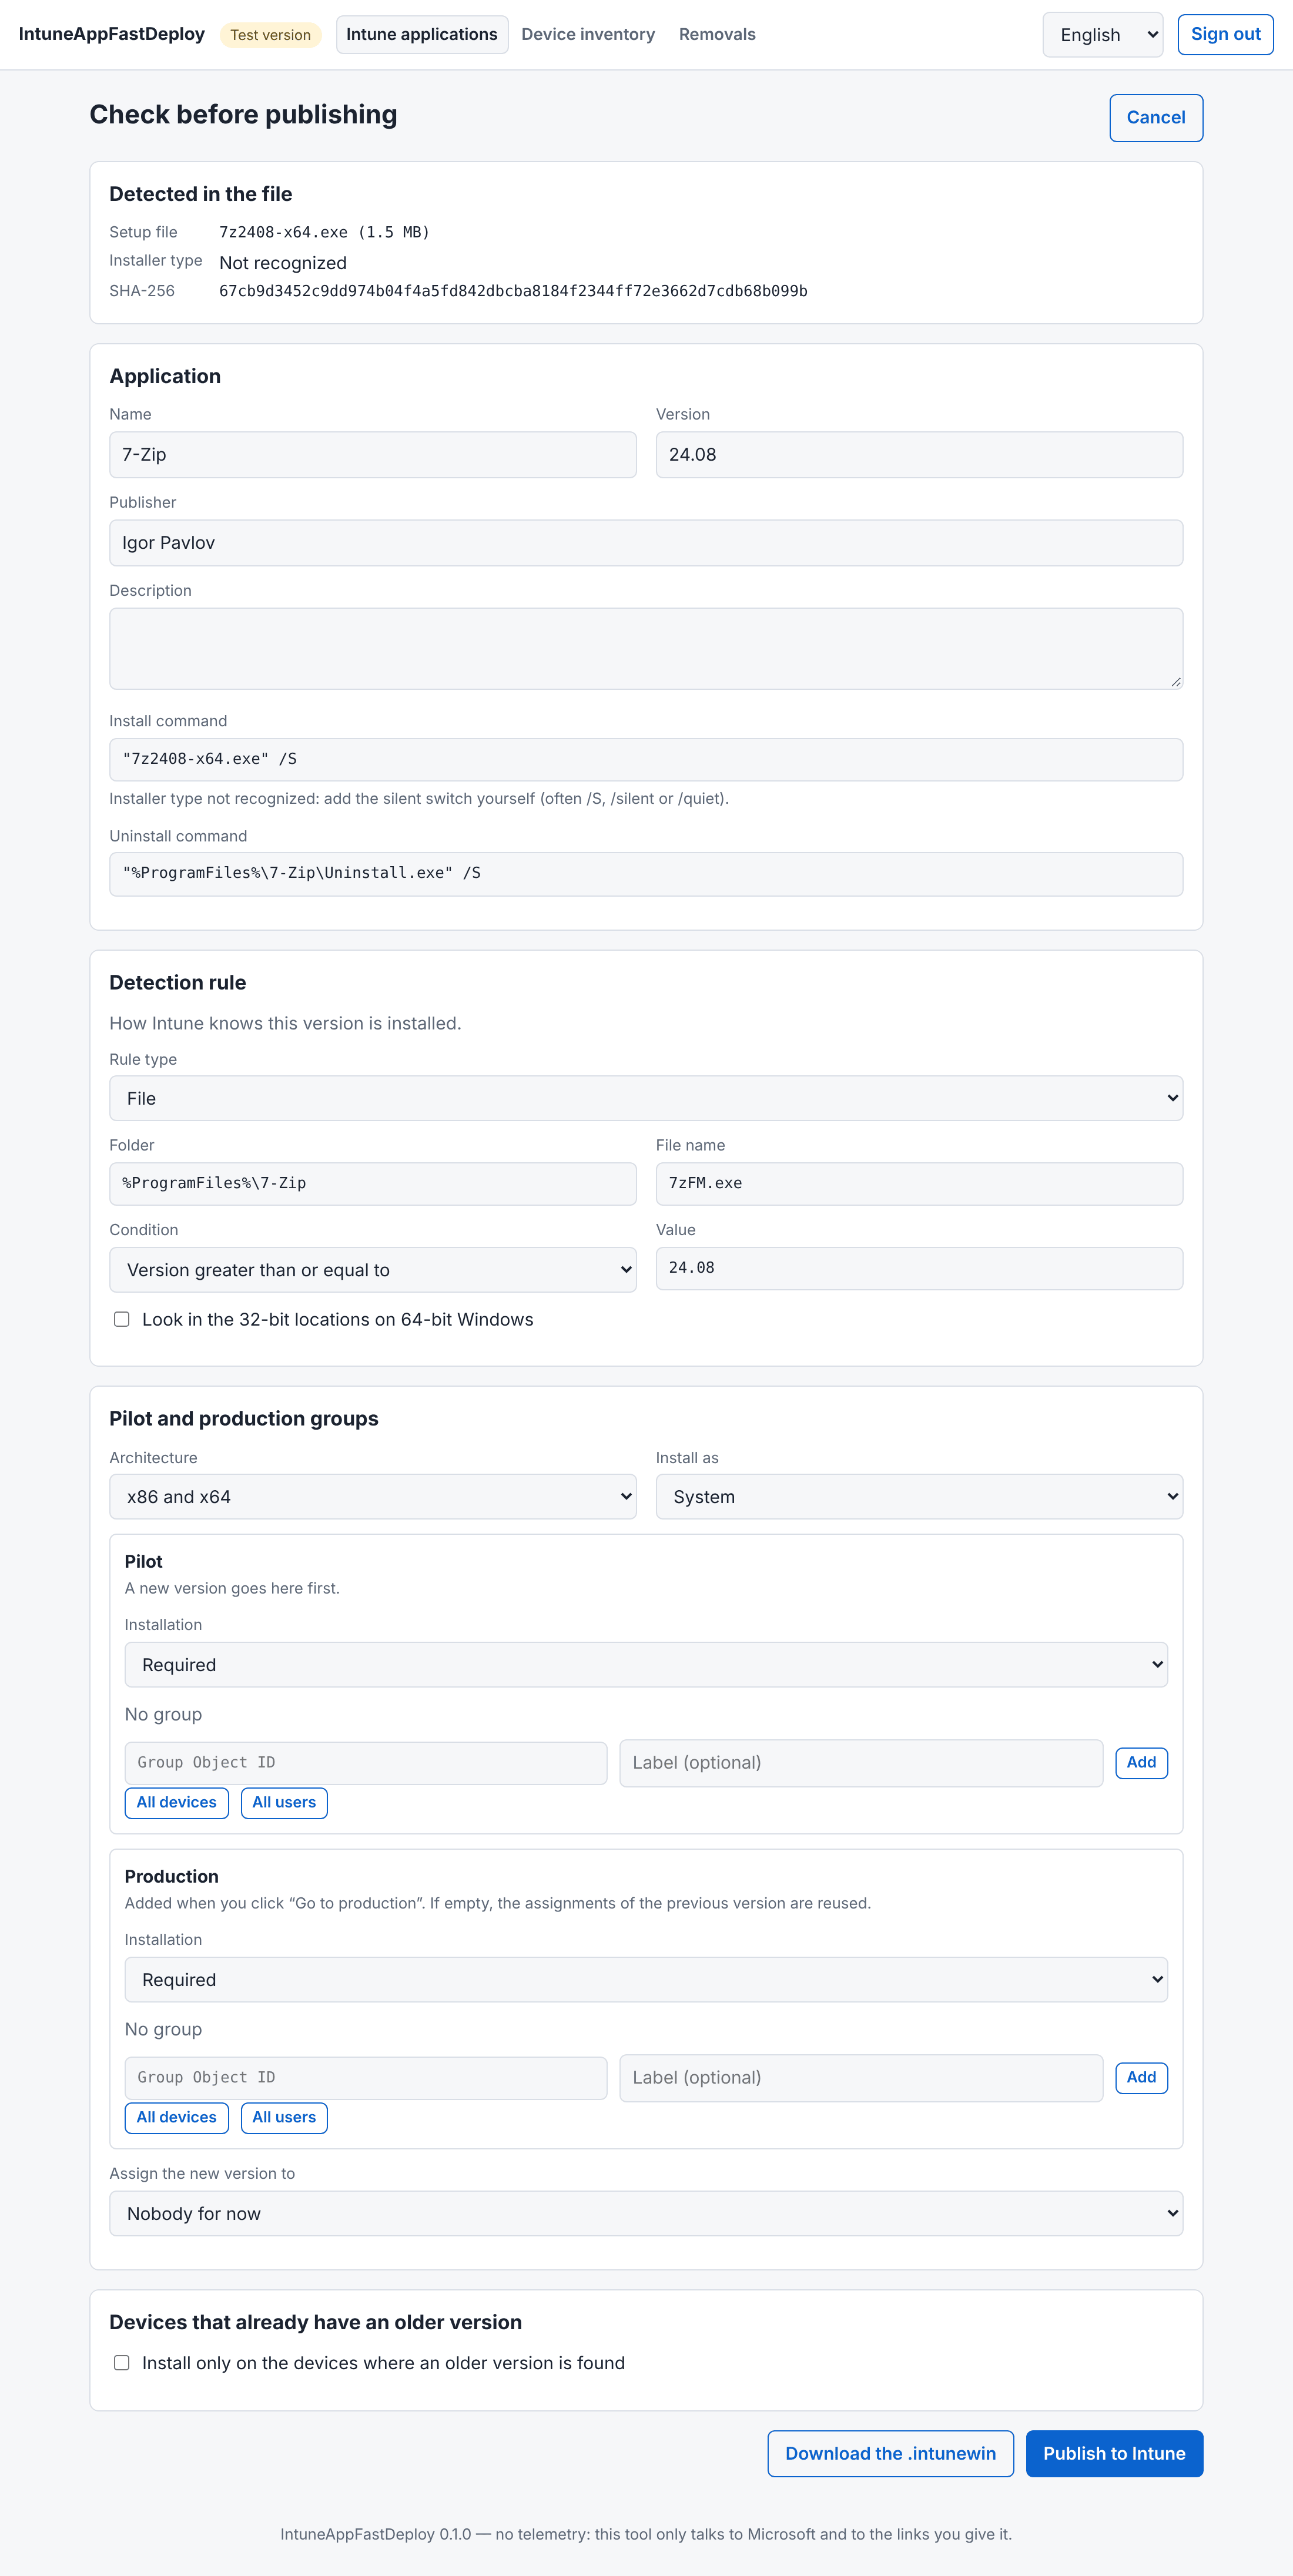 IntuneAppFastDeploy Test version Intune applications Device inventory Removals English Sign out
Check before publishing Cancel
Detected in the file
Setup file 7z2408-x64.exe (1.5 MB)
Installer type Not recognized
SHA-256 67cb9d3452c9dd974b04f4a5fd842dbcba8184f2344ff72e3662d7cdb68b099b
Application
Name Version
7-Zip 24.08
Publisher
Igor Pavlov
Description
Install command
"7z2408-x64.exe" /S
Installer type not recognized: add the silent switch yourself (often /S, /silent or /quiet).
Uninstall command
"%ProgramFiles%\7-Zip\Uninstall.exe" /S
Detection rule
How Intune knows this version is installed.
Rule type
File
Folder File name
%ProgramFiles%\7-Zip 7zFM.exe
Condition Value
Version greater than or equal to 24.08
Look in the 32-bit locations on 64-bit Windows
Pilot and production groups
Architecture Install as
x86 and x64 System
Pilot
A new version goes here first.
Installation
Required
No group
Group Object ID Label (optional) Add
All devices All users
Production
Added when you click “Go to production”. If empty, the assignments of the previous version are reused.
Installation
Required
No group
Group Object ID Label (optional) Add
All devices All users
Assign the new version to
Nobody for now
Devices that already have an older version
Install only on the devices where an older version is found
Download the .intunewin Publish to Intune
IntuneAppFastDeploy 0.1.0 — no telemetry: this tool only talks to Microsoft and to the links you give it.